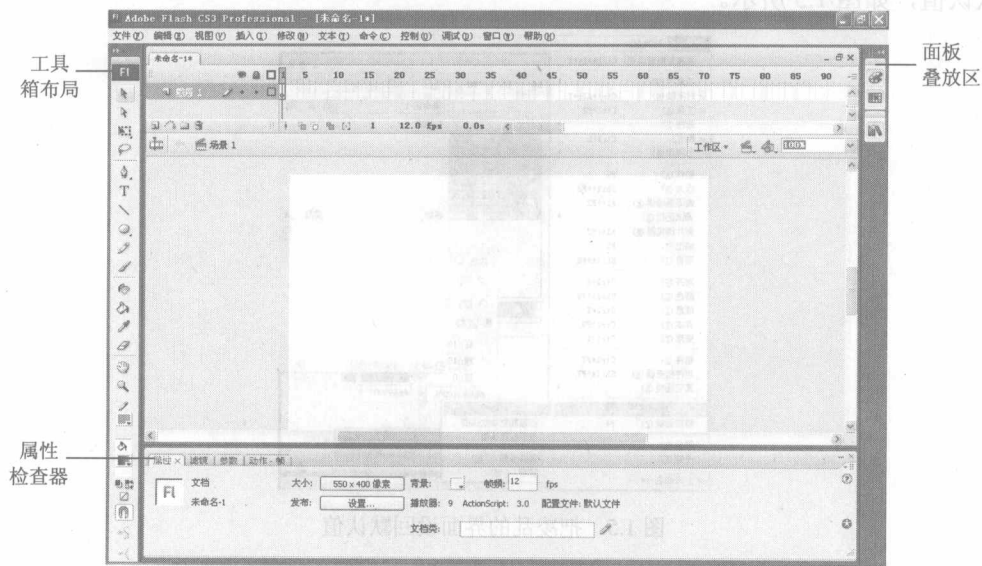 Adobe Flash CS3 Professional - [未命名-1*]
文件(F) 编辑(E) 视图(V) 插入(I) 修改(M) 文本(T) 命令(C) 控制(O) 调试(D) 窗口(W) 帮助(H)
未命名-1*
工具
箱布局
面板
叠放区
Fl
5 10 15 20 25 30 35 40 45 50 55 60 65 70 75 80 85 90
图层 1
1 12.0 fps 0.0s
场景 1
工作区
100%
T
属性
检查器
属性 × 滤镜 参数 动作 - 帧
Fl
文档
未命名-1
大小: 550 x 400 像素 背景: 帧频: 12 fps
发布: 设置... 播放器: 9 ActionScript: 3.0 配置文件: 默认文件
文档类: